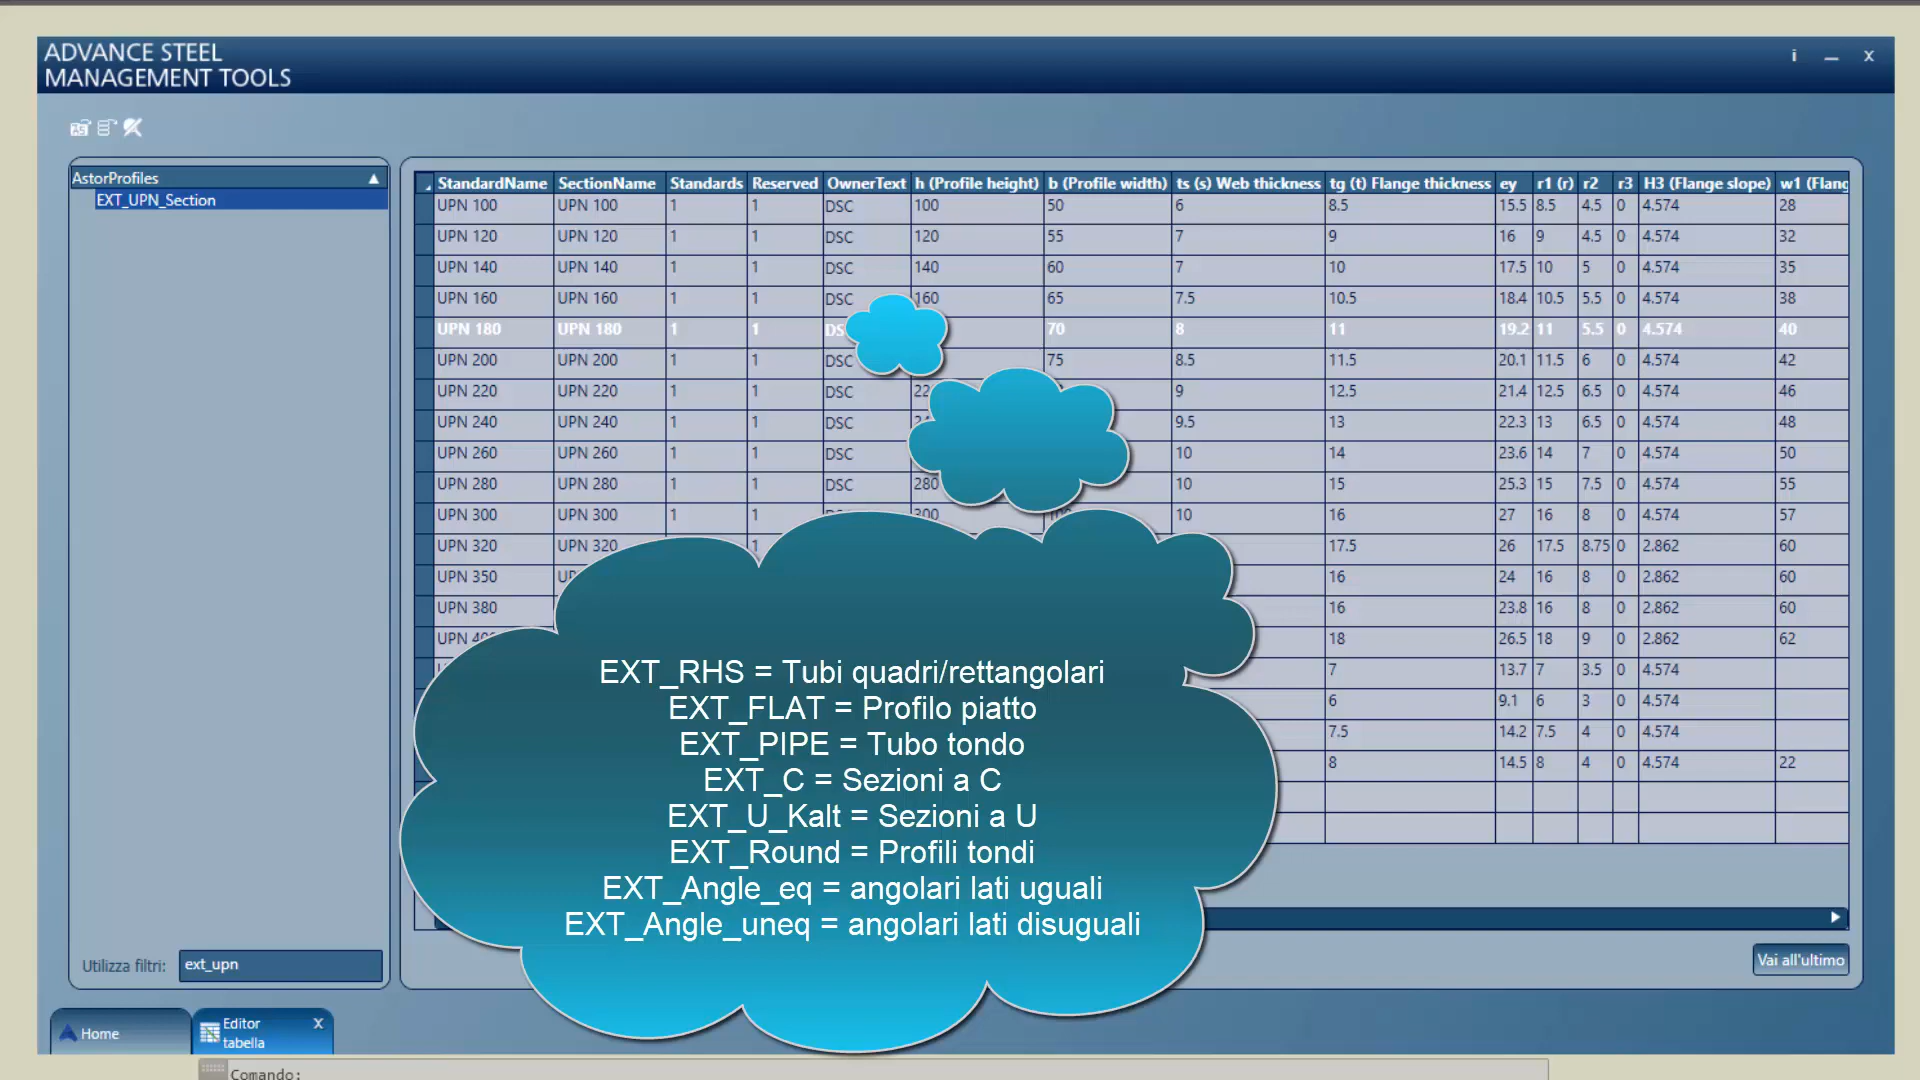 ADVANCE STEEL
MANAGEMENT TOOLS
i
X
AstorProfiles
EXT_UPN_Section
StandardName SectionName Standards Reserved OwnerText h (Profile height) b (Profile width) ts (s) Web thickness tg (t) Flange thickness ey r1 (r) r2 r3 H3 (Flange slope) w1 (Flang
UPN 100 UPN 100 1 1 DSC 100 50 6 8.5 15.5 8.5 4.5 0 4.574 28
UPN 120 UPN 120 1 1 DSC 120 55 7 9 16 9 4.5 0 4.574 32
UPN 140 UPN 140 1 1 DSC 140 60 7 10 17.5 10 5 0 4.574 35
UPN 160 UPN 160 1 1 DSC 160 65 7.5 10.5 18.4 10.5 5.5 0 4.574 38
UPN 180 UPN 180 1 1 DS 70 8 11 19.2 11 5.5 0 4.574 40
UPN 200 UPN 200 1 1 DSC 75 8.5 11.5 20.1 11.5 6 0 4.574 42
UPN 220 UPN 220 1 1 DSC 22 9 12.5 21.4 12.5 6.5 0 4.574 46
UPN 240 UPN 240 1 1 DSC 9.5 13 22.3 13 6.5 0 4.574 48
UPN 260 UPN 260 1 1 DSC 10 14 23.6 14 7 0 4.574 50
UPN 280 UPN 280 1 1 DSC 280 10 15 25.3 15 7.5 0 4.574 55
UPN 300 UPN 300 1 1 300 10 16 27 16 8 0 4.574 57
UPN 320 UPN 320 1 17.5 26 17.5 8.75 0 2.862 60
UPN 350 16 24 16 8 0 2.862 60
UPN 380 16 23.8 16 8 0 2.862 60
UPN 400 18 26.5 18 9 0 2.862 62
7 13.7 7 3.5 0 4.574
6 9.1 6 3 0 4.574
7.5 14.2 7.5 4 0 4.574
8 14.5 8 4 0 4.574 22
EXT_RHS = Tubi quadri/rettangolari
EXT_FLAT = Profilo piatto
EXT_PIPE = Tubo tondo
EXT_C = Sezioni a C
EXT_U_Kalt = Sezioni a U
EXT_Round = Profili tondi
EXT_Angle_eq = angolari lati uguali
EXT_Angle_uneq = angolari lati disuguali
Utilizza filtri: ext_upn
Vai all'ultimo
Home
Editor
tabella
X
Comando: